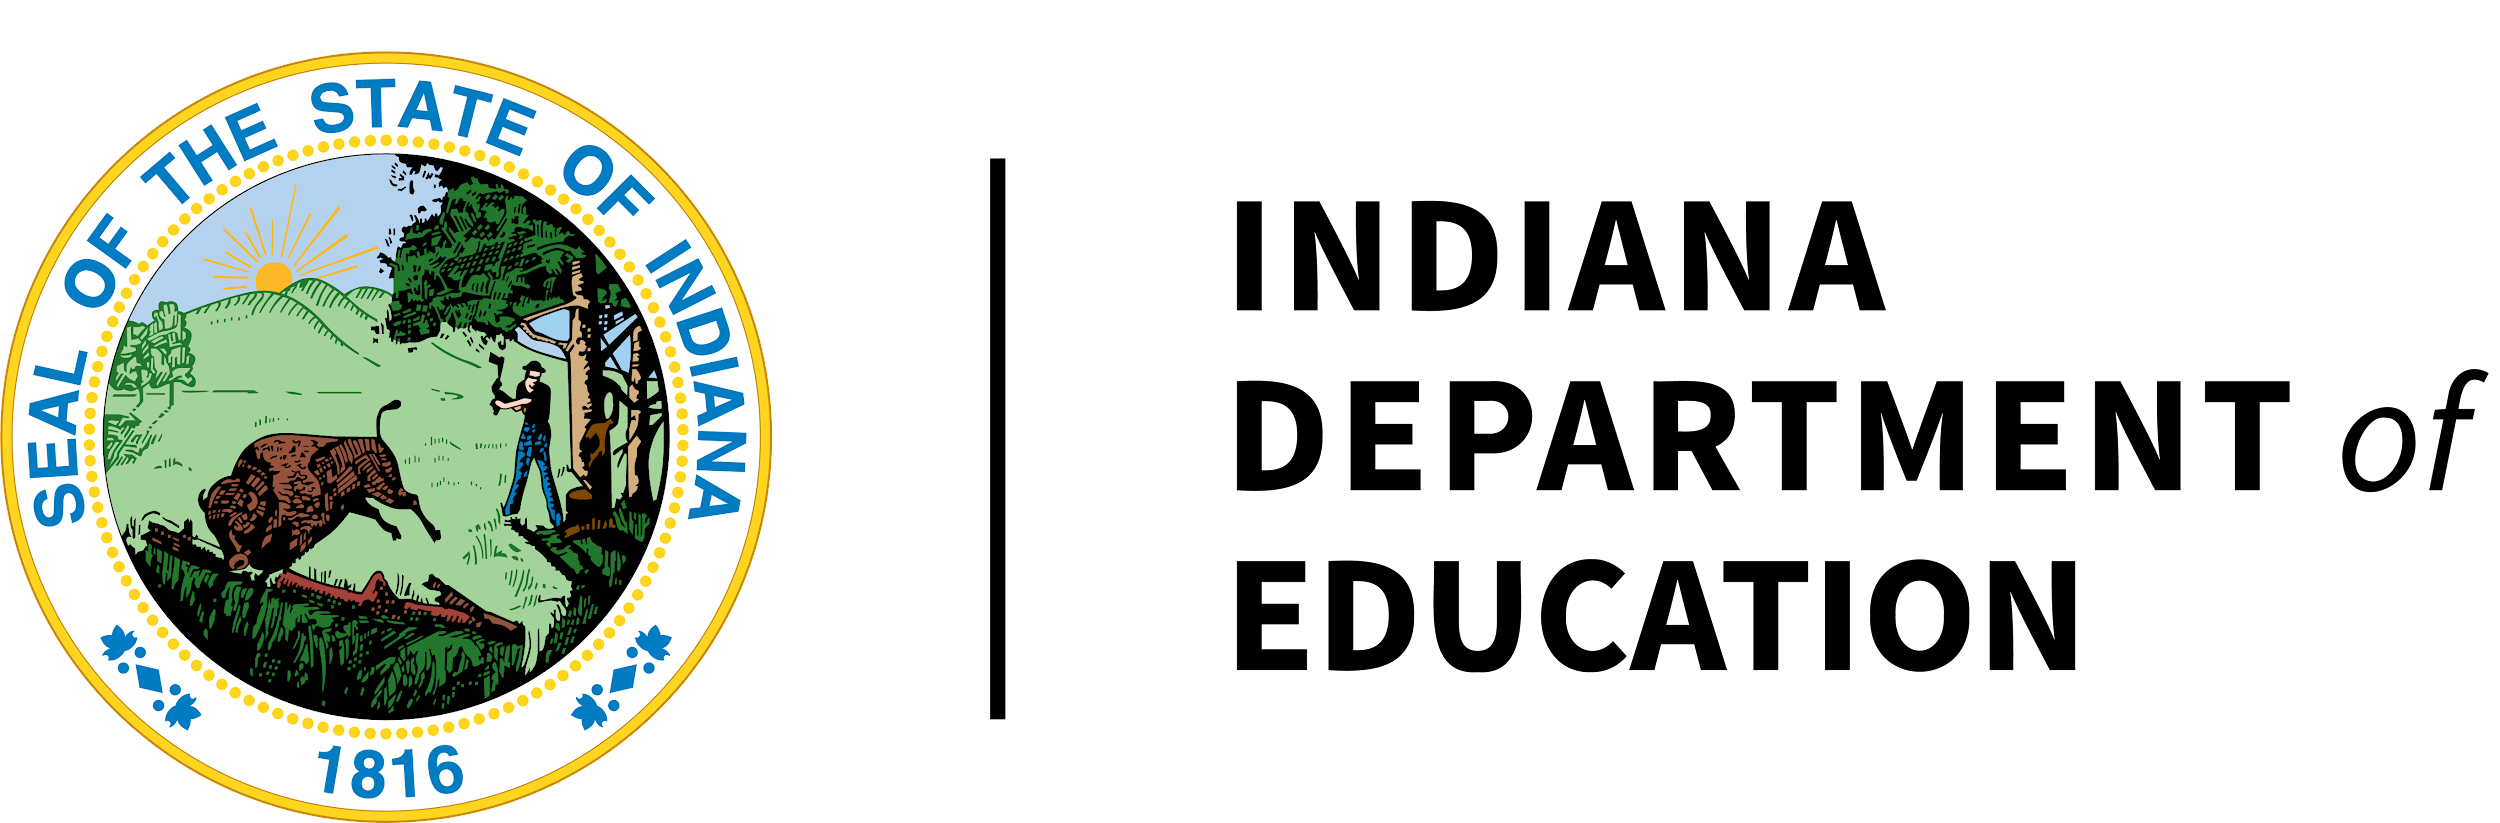 SEAL OF THE STATE OF INDIANA
1816
INDIANA
DEPARTMENT of
EDUCATION